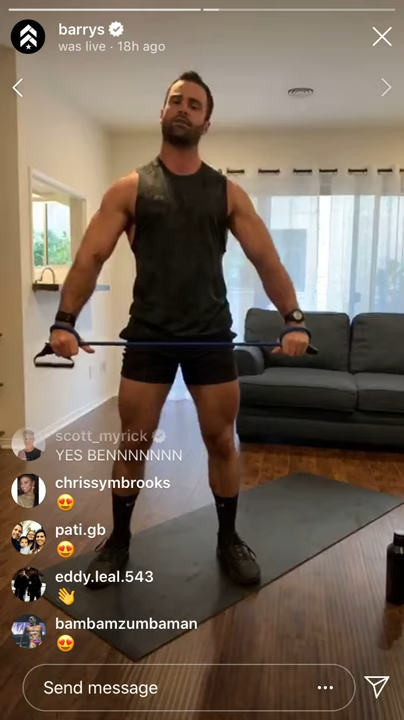 barrys
was live · 18h ago
scott_myrick
YES BENNNNNNN
chrissymbrooks
😍
pati.gb
😍
eddy.leal.543
👋
bambamzumbaman
😍
Send message